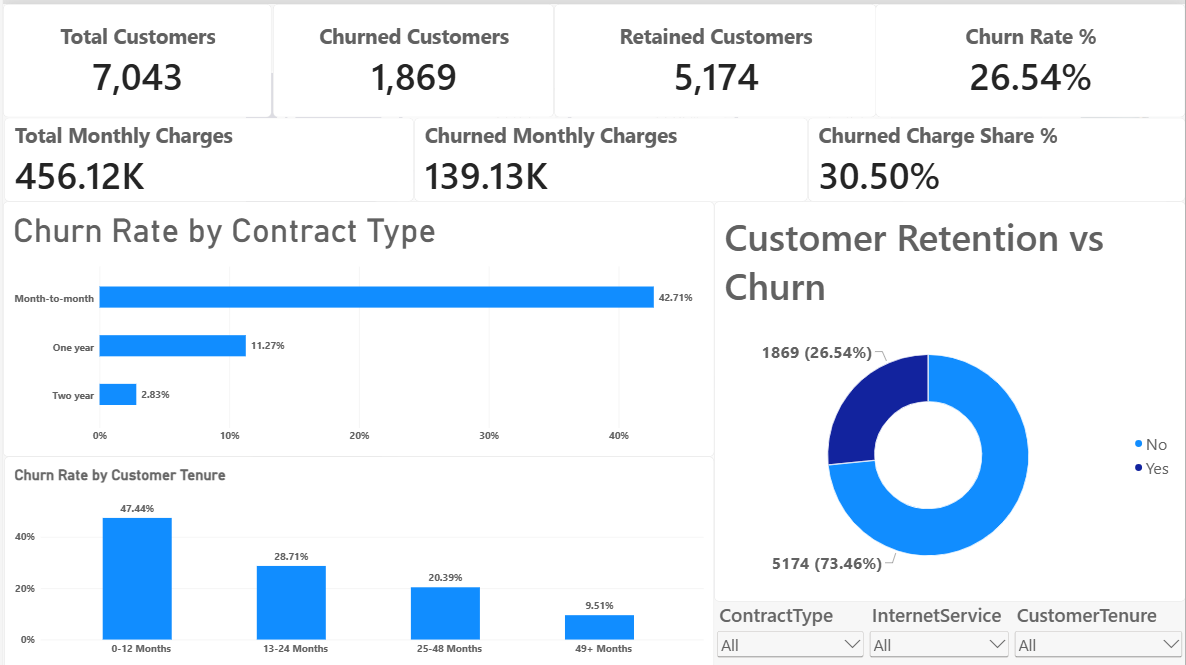 Total Customers
7,043
Churned Customers
1,869
Retained Customers
5,174
Churn Rate %
26.54%
Total Monthly Charges
456.12K
Churned Monthly Charges
139.13K
Churned Charge Share %
30.50%
Churn Rate by Contract Type
Month-to-month
42.71%
One year
11.27%
Two year
2.83%
0%
10%
20%
30%
40%
Customer Retention vs
Churn
1869 (26.54%)
5174 (73.46%)
No
Yes
Churn Rate by Customer Tenure
40%
20%
0%
47.44%
28.71%
20.39%
9.51%
0-12 Months
13-24 Months
25-48 Months
49+ Months
ContractType
All
InternetService
All
CustomerTenure
All